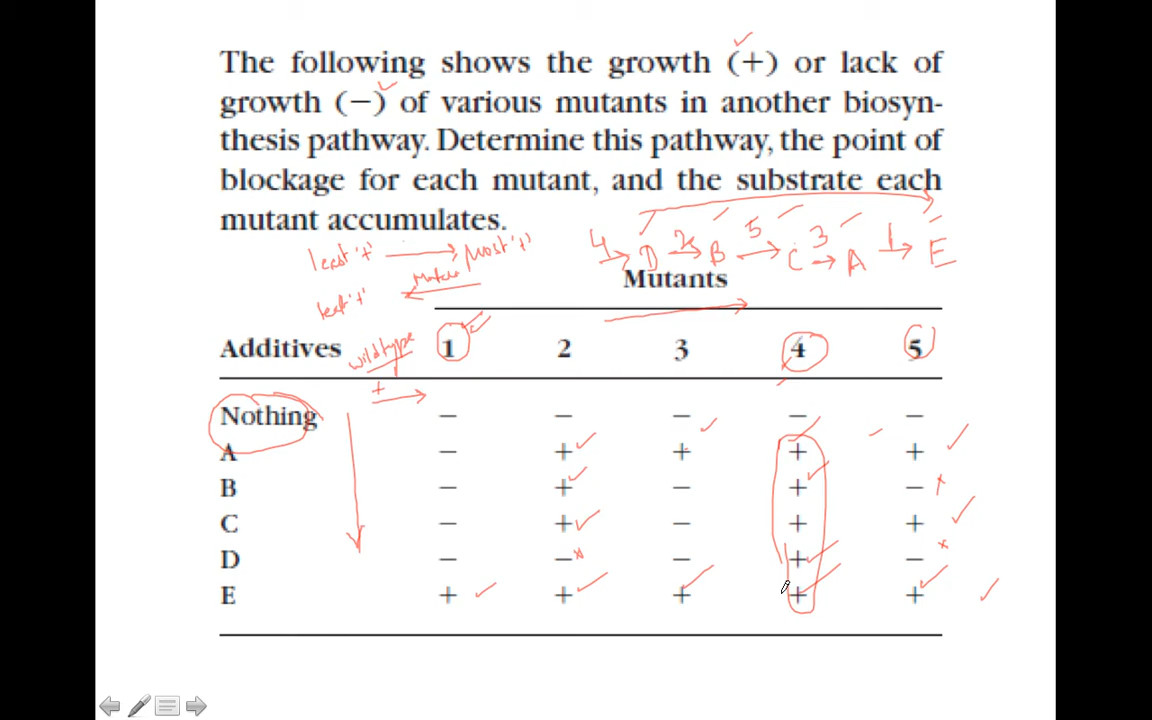 The following shows the growth (+) or lack of
growth (−) of various mutants in another biosyn-
thesis pathway. Determine this pathway, the point of
blockage for each mutant, and the substrate each
mutant accumulates.
4 → D 2 → B 5 → C 3 → A 1 → E
least '+' → Most '+'
Mutants
least '+'
Additives wildtype 1 2 3 4 5
+ →
Nothing − − − − −
A − + + + +
B − + − + −
C − + − + +
D − − − + −
E + + + + +